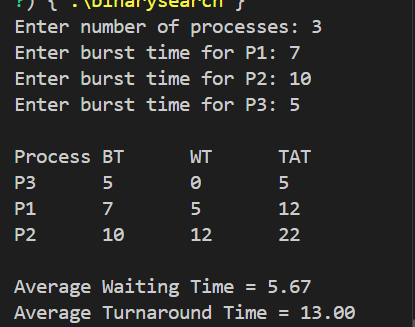 ?) { .\binarysearch }
Enter number of processes: 3
Enter burst time for P1: 7
Enter burst time for P2: 10
Enter burst time for P3: 5
Process BT WT TAT
P3 5 0 5
P1 7 5 12
P2 10 12 22
Average Waiting Time = 5.67
Average Turnaround Time = 13.00